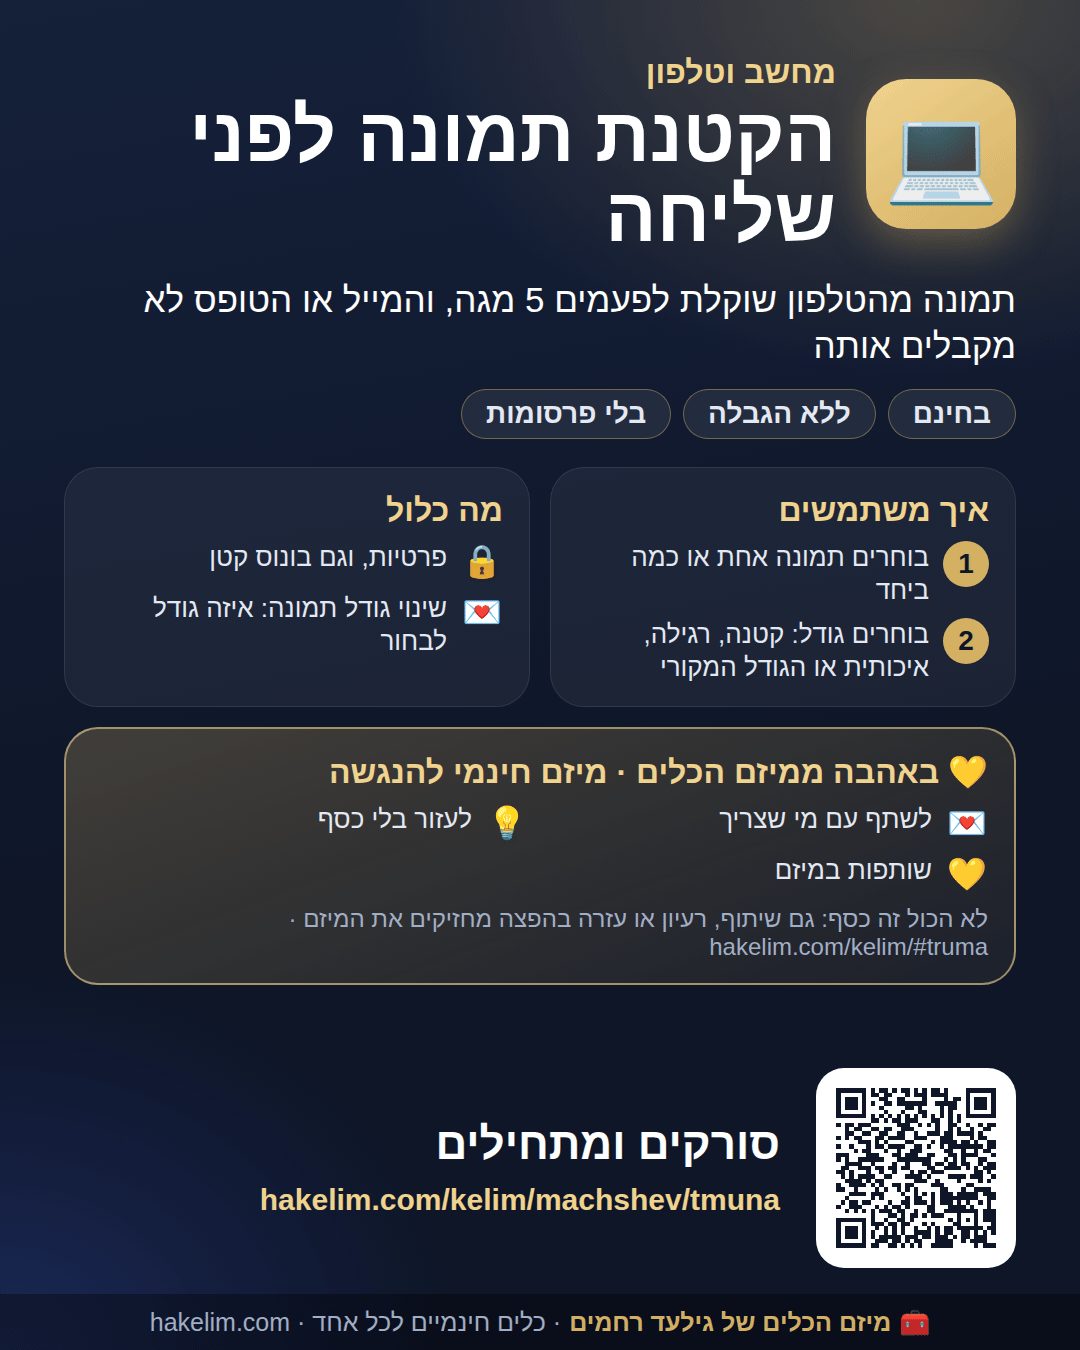 מחשב וטלפון
הקטנת תמונה לפני
שליחה
תמונה מהטלפון שוקלת לפעמים 5 מגה, והמייל או הטופס לא
מקבלים אותה
בחינם
ללא הגבלה
בלי פרסומות
איך משתמשים
1 בוחרים תמונה אחת או כמה
ביחד
2 בוחרים גודל: קטנה, רגילה,
איכותית או הגודל המקורי
מה כלול
פרטיות, וגם בונוס קטן
שינוי גודל תמונה: איזה גודל
לבחור
באהבה ממיזם הכלים · מיזם חינמי להנגשה
לשתף עם מי שצריך
לעזור בלי כסף
שותפות במיזם
לא הכול זה כסף: גם שיתוף, רעיון או עזרה בהפצה מחזיקים את המיזם ·
hakelim.com/kelim/#truma
סורקים ומתחילים
hakelim.com/kelim/machshev/tmuna
מיזם הכלים של גילעד רחמים · כלים חינמיים לכל אחד · hakelim.com